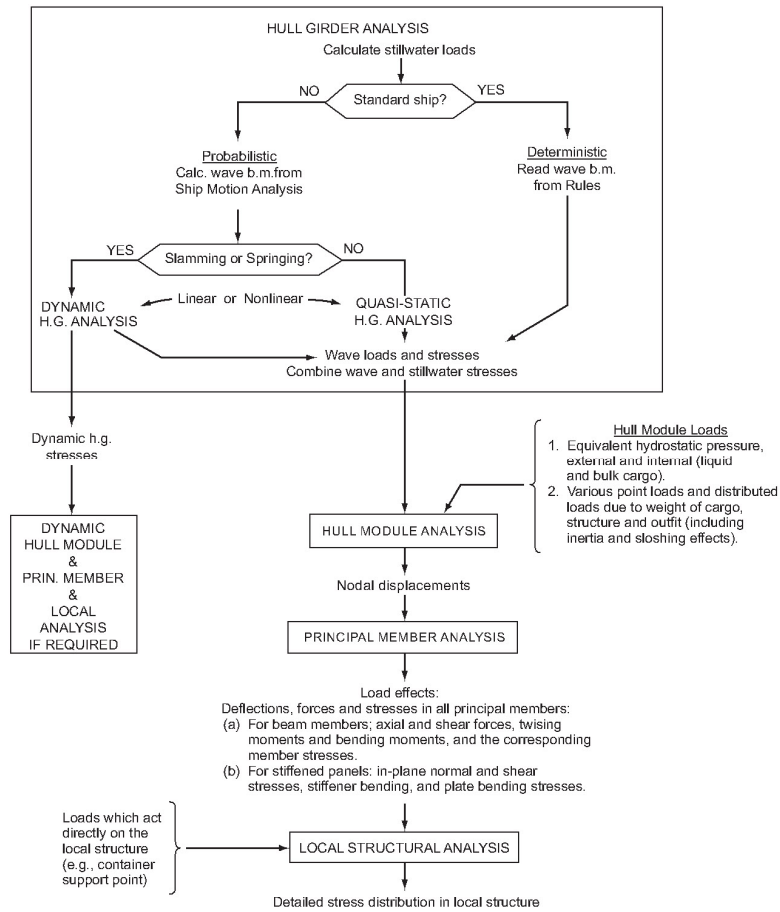 HULL GIRDER ANALYSIS
Calculate stillwater loads
NO
Standard ship?
YES
Probabilistic
Calc. wave b.m.from
Ship Motion Analysis
Deterministic
Read wave b.m.
from Rules
YES
Slamming or Springing?
NO
DYNAMIC
H.G. ANALYSIS
Linear or Nonlinear
QUASI-STATIC
H.G. ANALYSIS
Wave loads and stresses
Combine wave and stillwater stresses
Dynamic h.g.
stresses
Hull Module Loads
1. Equivalent hydrostatic pressure,
external and internal (liquid
and bulk cargo).
2. Various point loads and distributed
loads due to weight of cargo,
structure and outfit (including
inertia and sloshing effects).
DYNAMIC
HULL MODULE
&
PRIN. MEMBER
&
LOCAL
ANALYSIS
IF REQUIRED
HULL MODULE ANALYSIS
Nodal displacements
PRINCIPAL MEMBER ANALYSIS
Load effects:
Deflections, forces and stresses in all principal members:
(a) For beam members; axial and shear forces, twising
moments and bending moments, and the corresponding
member stresses.
(b) For stiffened panels: in-plane normal and shear
stresses, stiffener bending, and plate bending stresses.
Loads which act
directly on the
local structure
(e.g., container
support point)
LOCAL STRUCTURAL ANALYSIS
Detailed stress distribution in local structure